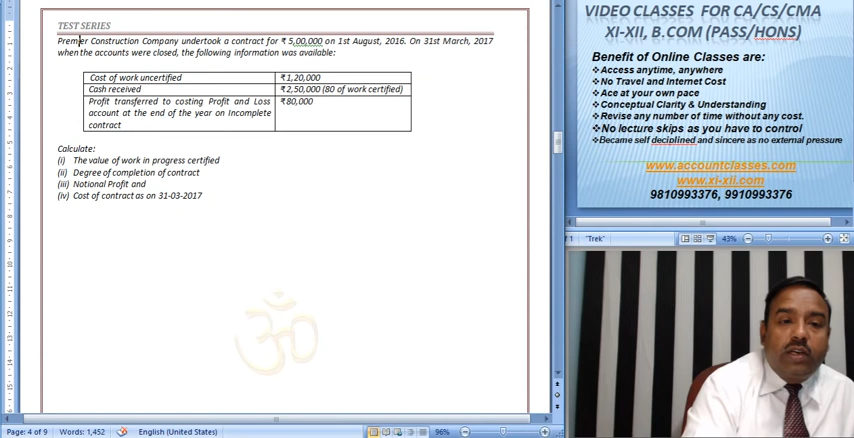 TEST SERIES
Premier Construction Company undertook a contract for ₹ 5,00,000 on 1st August, 2016. On 31st March, 2017
when the accounts were closed, the following information was available:
Cost of work uncertified ₹1,20,000
Cash received ₹2,50,000 (80 of work certified)
Profit transferred to costing Profit and Loss ₹80,000
account at the end of the year on Incomplete
contract
Calculate:
(i) The value of work in progress certified
(ii) Degree of completion of contract
(iii) Notional Profit and
(iv) Cost of contract as on 31-03-2017
ॐ
Page: 4 of 9 Words: 1,452 English (United States) 96%
VIDEO CLASSES FOR CA/CS/CMA
XI-XII, B.COM (PASS/HONS)
Benefit of Online Classes are:
❖Access anytime, anywhere
❖No Travel and Internet Cost
❖Ace at your own pace
❖Conceptual Clarity & Understanding
❖Revise any number of time without any cost.
❖No lecture skips as you have to control
❖Became self deciplined and sincere as no external pressure
www.accountclasses.com
www.xi-xii.com
9810993376, 9910993376
f 1 "Trek" 43%